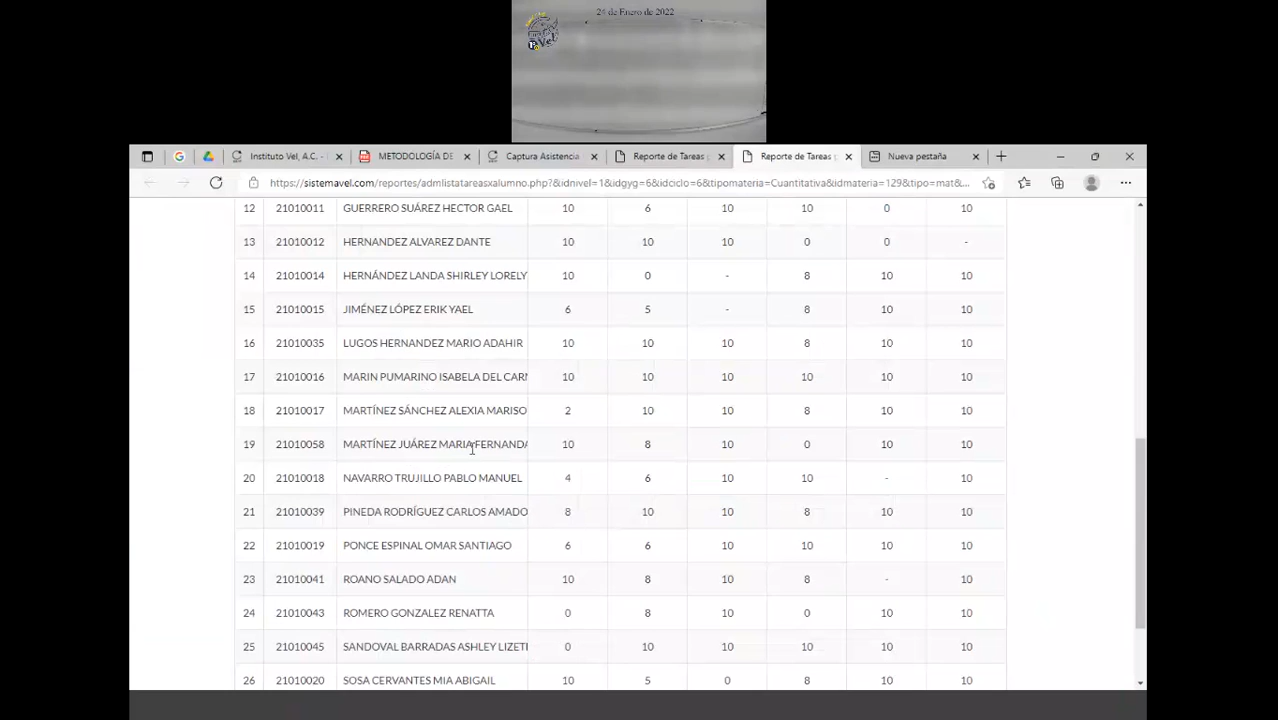 24 de Enero de 2022
Vel
Instituto Vel, A.C. -
METODOLOGÍA DE
Captura Asistencia
Reporte de Tareas
Reporte de Tareas
Nueva pestaña
https://sistemavel.com/reportes/admlistatareasxalumno.php?&idnivel=1&idgyg=6&idciclo=6&tipomateria=Cuantitativa&idmateria=129&tipo=mat&...
12 21010011 GUERRERO SUÁREZ HECTOR GAEL 10 6 10 10 0 10
13 21010012 HERNANDEZ ALVAREZ DANTE 10 10 10 0 0 -
14 21010014 HERNÁNDEZ LANDA SHIRLEY LORELY 10 0 - 8 10 10
15 21010015 JIMÉNEZ LÓPEZ ERIK YAEL 6 5 - 8 10 10
16 21010035 LUGOS HERNANDEZ MARIO ADAHIR 10 10 10 8 10 10
17 21010016 MARIN PUMARINO ISABELA DEL CARN 10 10 10 10 10 10
18 21010017 MARTÍNEZ SÁNCHEZ ALEXIA MARISO 2 10 10 8 10 10
19 21010058 MARTÍNEZ JUÁREZ MARIA FERNANDA 10 8 10 0 10 10
20 21010018 NAVARRO TRUJILLO PABLO MANUEL 4 6 10 10 - 10
21 21010039 PINEDA RODRÍGUEZ CARLOS AMADO 8 10 10 8 10 10
22 21010019 PONCE ESPINAL OMAR SANTIAGO 6 6 10 10 10 10
23 21010041 ROANO SALADO ADAN 10 8 10 8 - 10
24 21010043 ROMERO GONZALEZ RENATTA 0 8 10 0 10 10
25 21010045 SANDOVAL BARRADAS ASHLEY LIZETH 0 10 10 10 10 10
26 21010020 SOSA CERVANTES MIA ABIGAIL 10 5 0 8 10 10